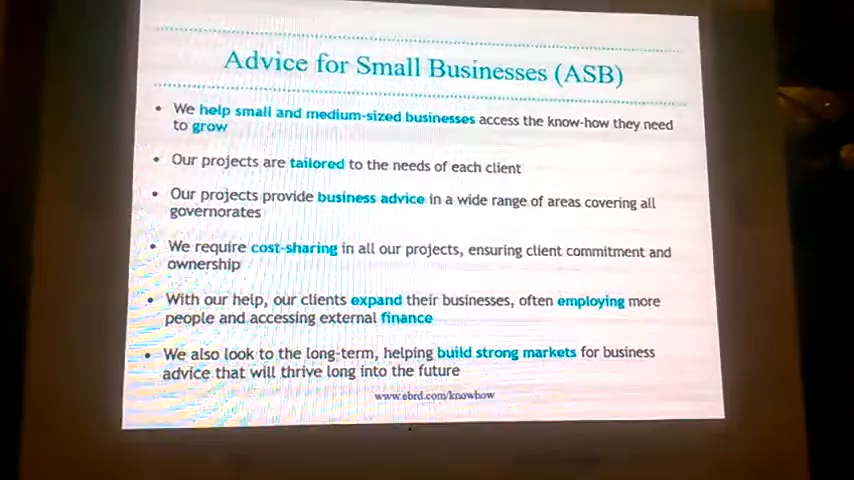 Advice for Small Businesses (ASB)
• We help small and medium-sized businesses access the know-how they need
to grow
• Our projects are tailored to the needs of each client
• Our projects provide business advice in a wide range of areas covering all
governorates
• We require cost-sharing in all our projects, ensuring client commitment and
ownership
• With our help, our clients expand their businesses, often employing more
people and accessing external finance
• We also look to the long-term, helping build strong markets for business
advice that will thrive long into the future
www.ebrd.com/knowhow